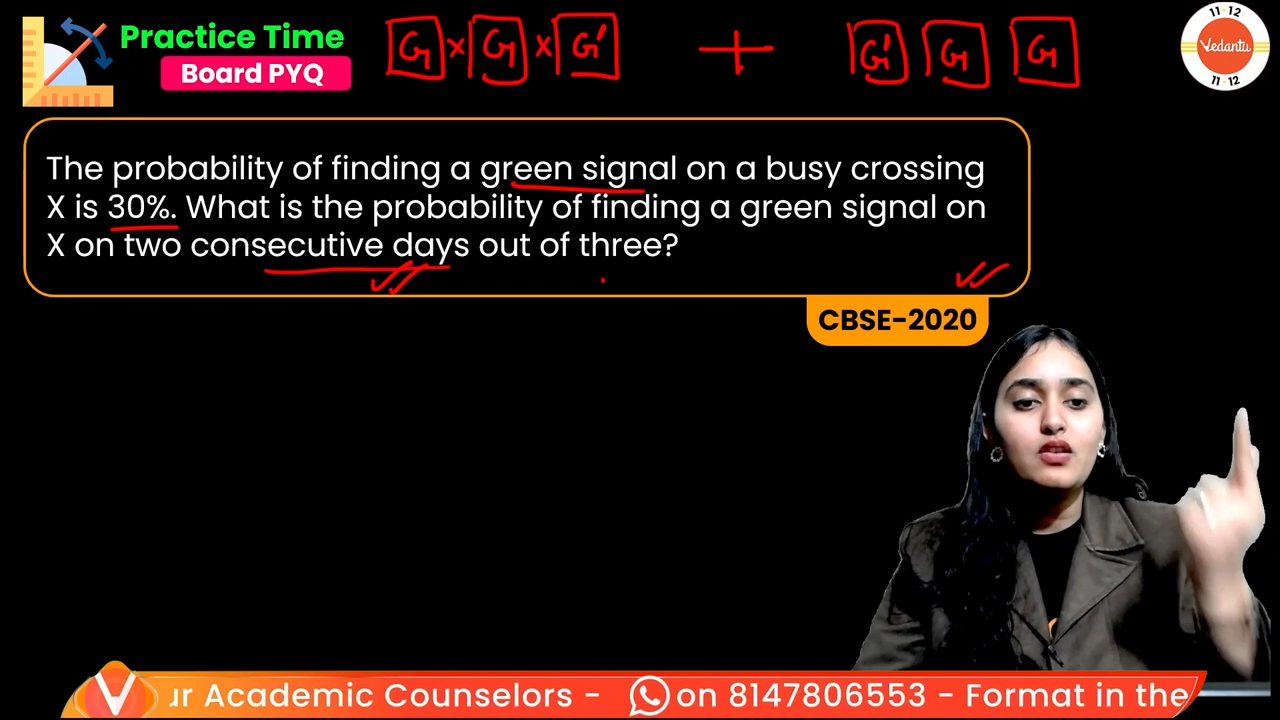 Practice Time
Board PYQ
G × G × G' + G' G G
11-12
Vedantu
11-12
The probability of finding a green signal on a busy crossing
X is 30%. What is the probability of finding a green signal on
X on two consecutive days out of three?
CBSE-2020
V
ur Academic Counselors - on 8147806553 - Format in the